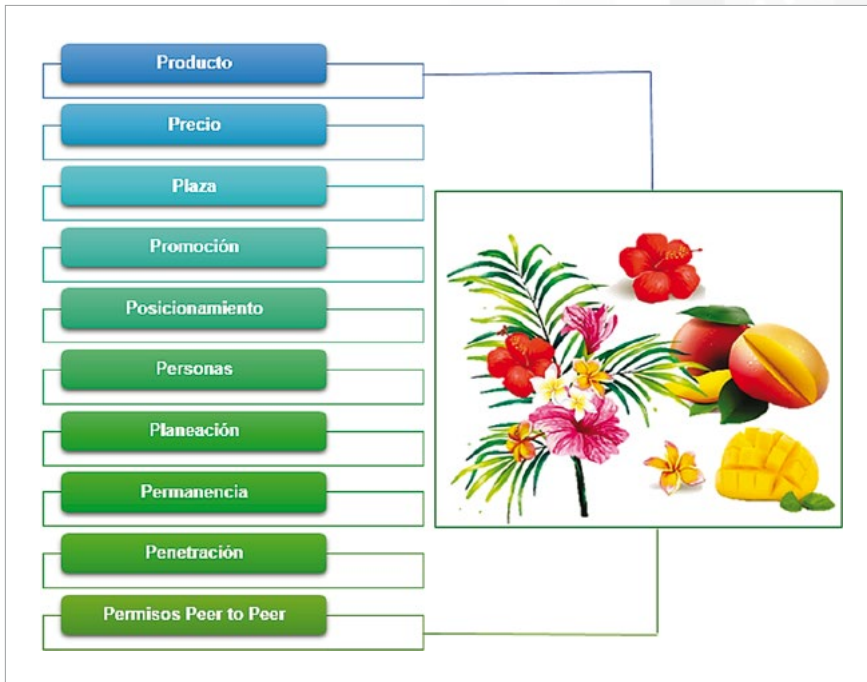 Producto
Precio
Plaza
Promoción
Posicionamiento
Personas
Planeación
Permanencia
Penetración
Permisos Peer to Peer